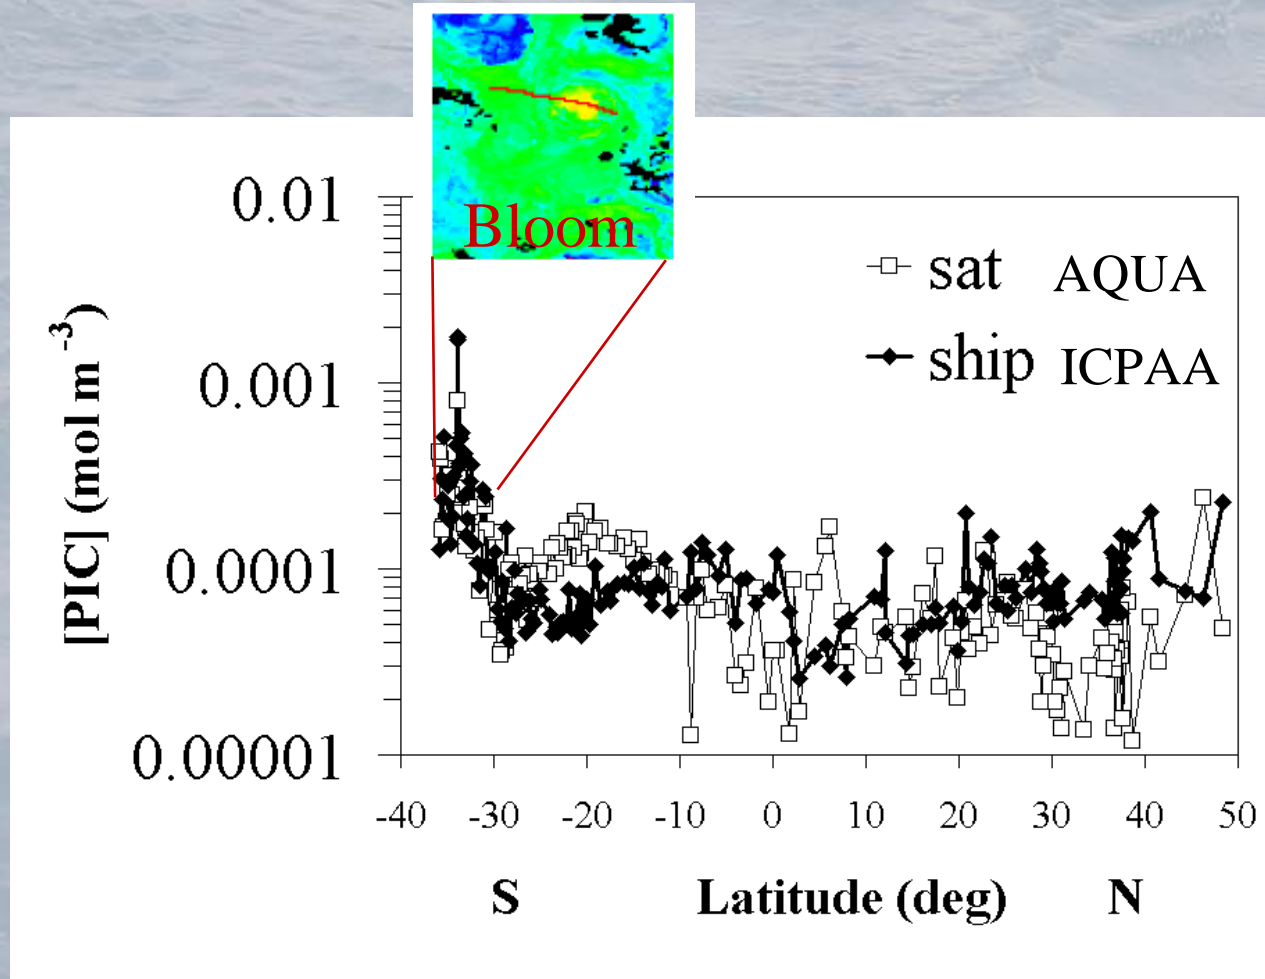 Bloom
0.01
0.001
0.0001
0.00001
[PIC] (mol m⁻³)
sat AQUA
ship ICPAA
-40 -30 -20 -10 0 10 20 30 40 50
S Latitude (deg) N